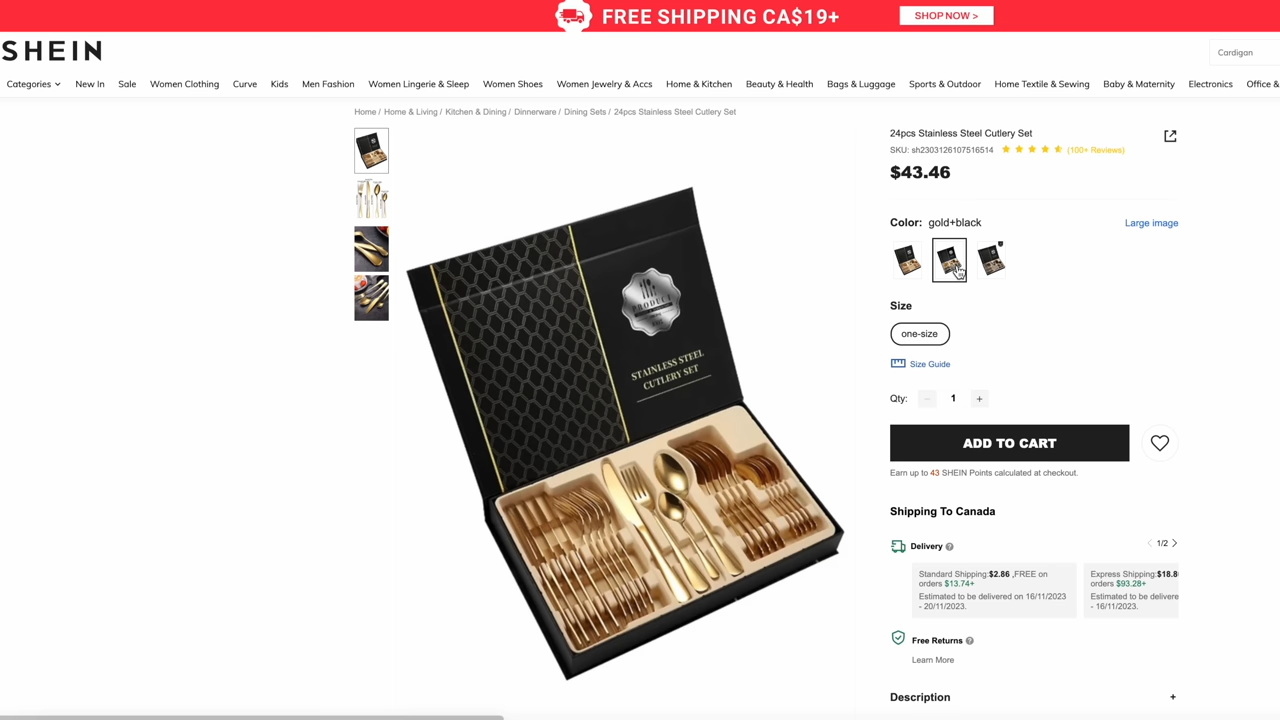 FREE SHIPPING CA$19+
SHOP NOW >
SHEIN
Cardigan
Categories New In Sale Women Clothing Curve Kids Men Fashion Women Lingerie & Sleep Women Shoes Women Jewelry & Accs Home & Kitchen Beauty & Health Bags & Luggage Sports & Outdoor Home Textile & Sewing Baby & Maternity Electronics Office &
Home / Home & Living / Kitchen & Dining / Dinnerware / Dining Sets / 24pcs Stainless Steel Cutlery Set
24pcs Stainless Steel Cutlery Set
SKU: sh2303126107516514 (100+ Reviews)
$43.46
Color: gold+black Large image
Size
one-size
Size Guide
Qty: − 1 +
ADD TO CART
Earn up to 43 SHEIN Points calculated at checkout.
Shipping To Canada
Delivery ? < 1/2 >
Standard Shipping:$2.86 ,FREE on
orders $13.74+
Estimated to be delivered on 16/11/2023
- 20/11/2023.
Express Shipping:$18.8
orders $93.28+
Estimated to be delivere
- 16/11/2023.
Free Returns ?
Learn More
Description +
PRODUCT
STAINLESS STEEL
CUTLERY SET